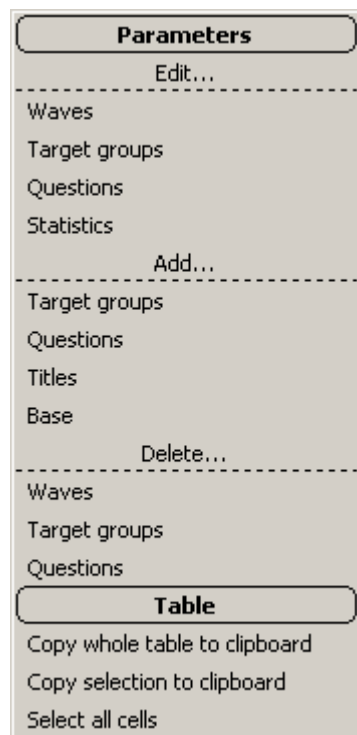 Parameters
Edit...
Waves
Target groups
Questions
Statistics
Add...
Target groups
Questions
Titles
Base
Delete...
Waves
Target groups
Questions
Table
Copy whole table to clipboard
Copy selection to clipboard
Select all cells